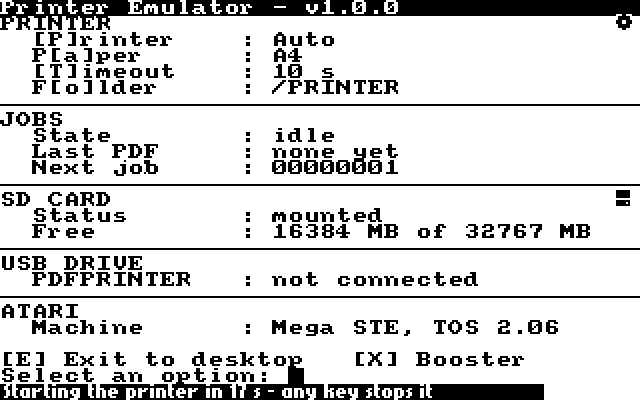 Printer Emulator - v1.0.0
PRINTER
[P]rinter : Auto
P[a]per : A4
[T]imeout : 10 s
F[o]lder : /PRINTER
JOBS
State : idle
Last PDF : none yet
Next job : 00000001
SD CARD
Status : mounted
Free : 16384 MB of 32767 MB
USB DRIVE
PDFPRINTER : not connected
ATARI
Machine : Mega STE, TOS 2.06
[E] Exit to desktop [X] Booster
Select an option:
Starting the printer in 17s - any key stops it